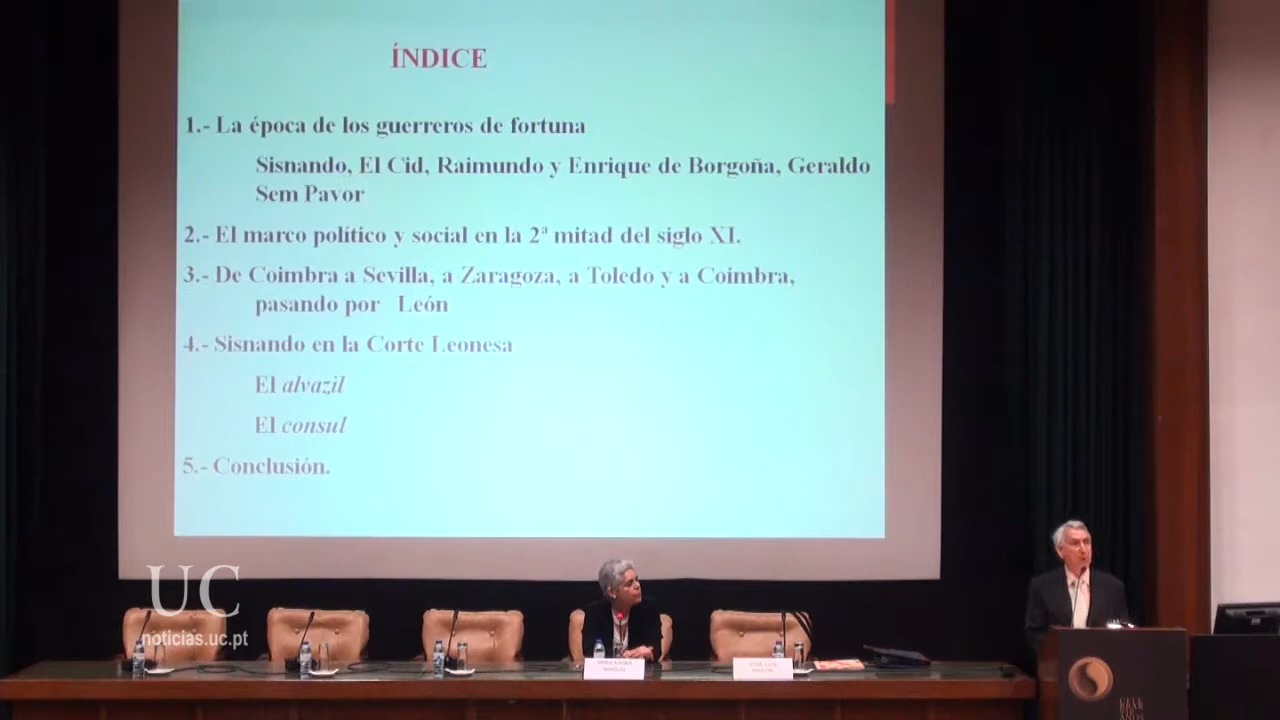 ÍNDICE
1.- La época de los guerreros de fortuna
Sisnando, El Cid, Raimundo y Enrique de Borgoña, Geraldo
Sem Pavor
2.- El marco político y social en la 2ª mitad del siglo XI.
3.- De Coimbra a Sevilla, a Zaragoza, a Toledo y a Coimbra,
pasando por León
4.- Sisnando en la Corte Leonesa
El alvazil
El consul
5.- Conclusión.
UC
noticias.uc.pt